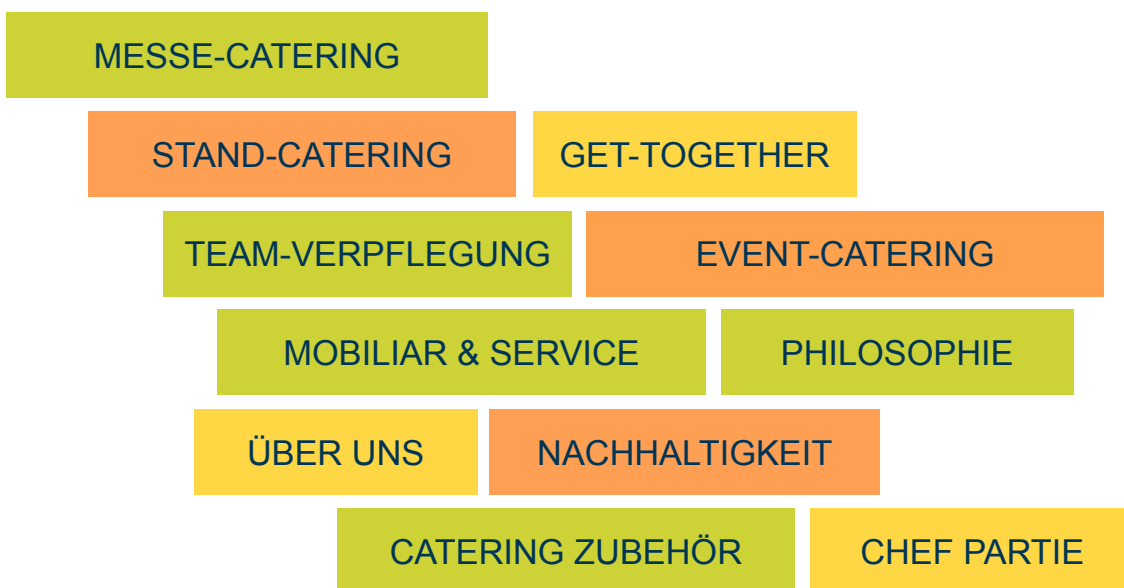 MESSE-CATERING
STAND-CATERING GET-TOGETHER
TEAM-VERPFLEGUNG EVENT-CATERING
MOBILIAR & SERVICE PHILOSOPHIE
ÜBER UNS NACHHALTIGKEIT
CATERING ZUBEHÖR CHEF PARTIE